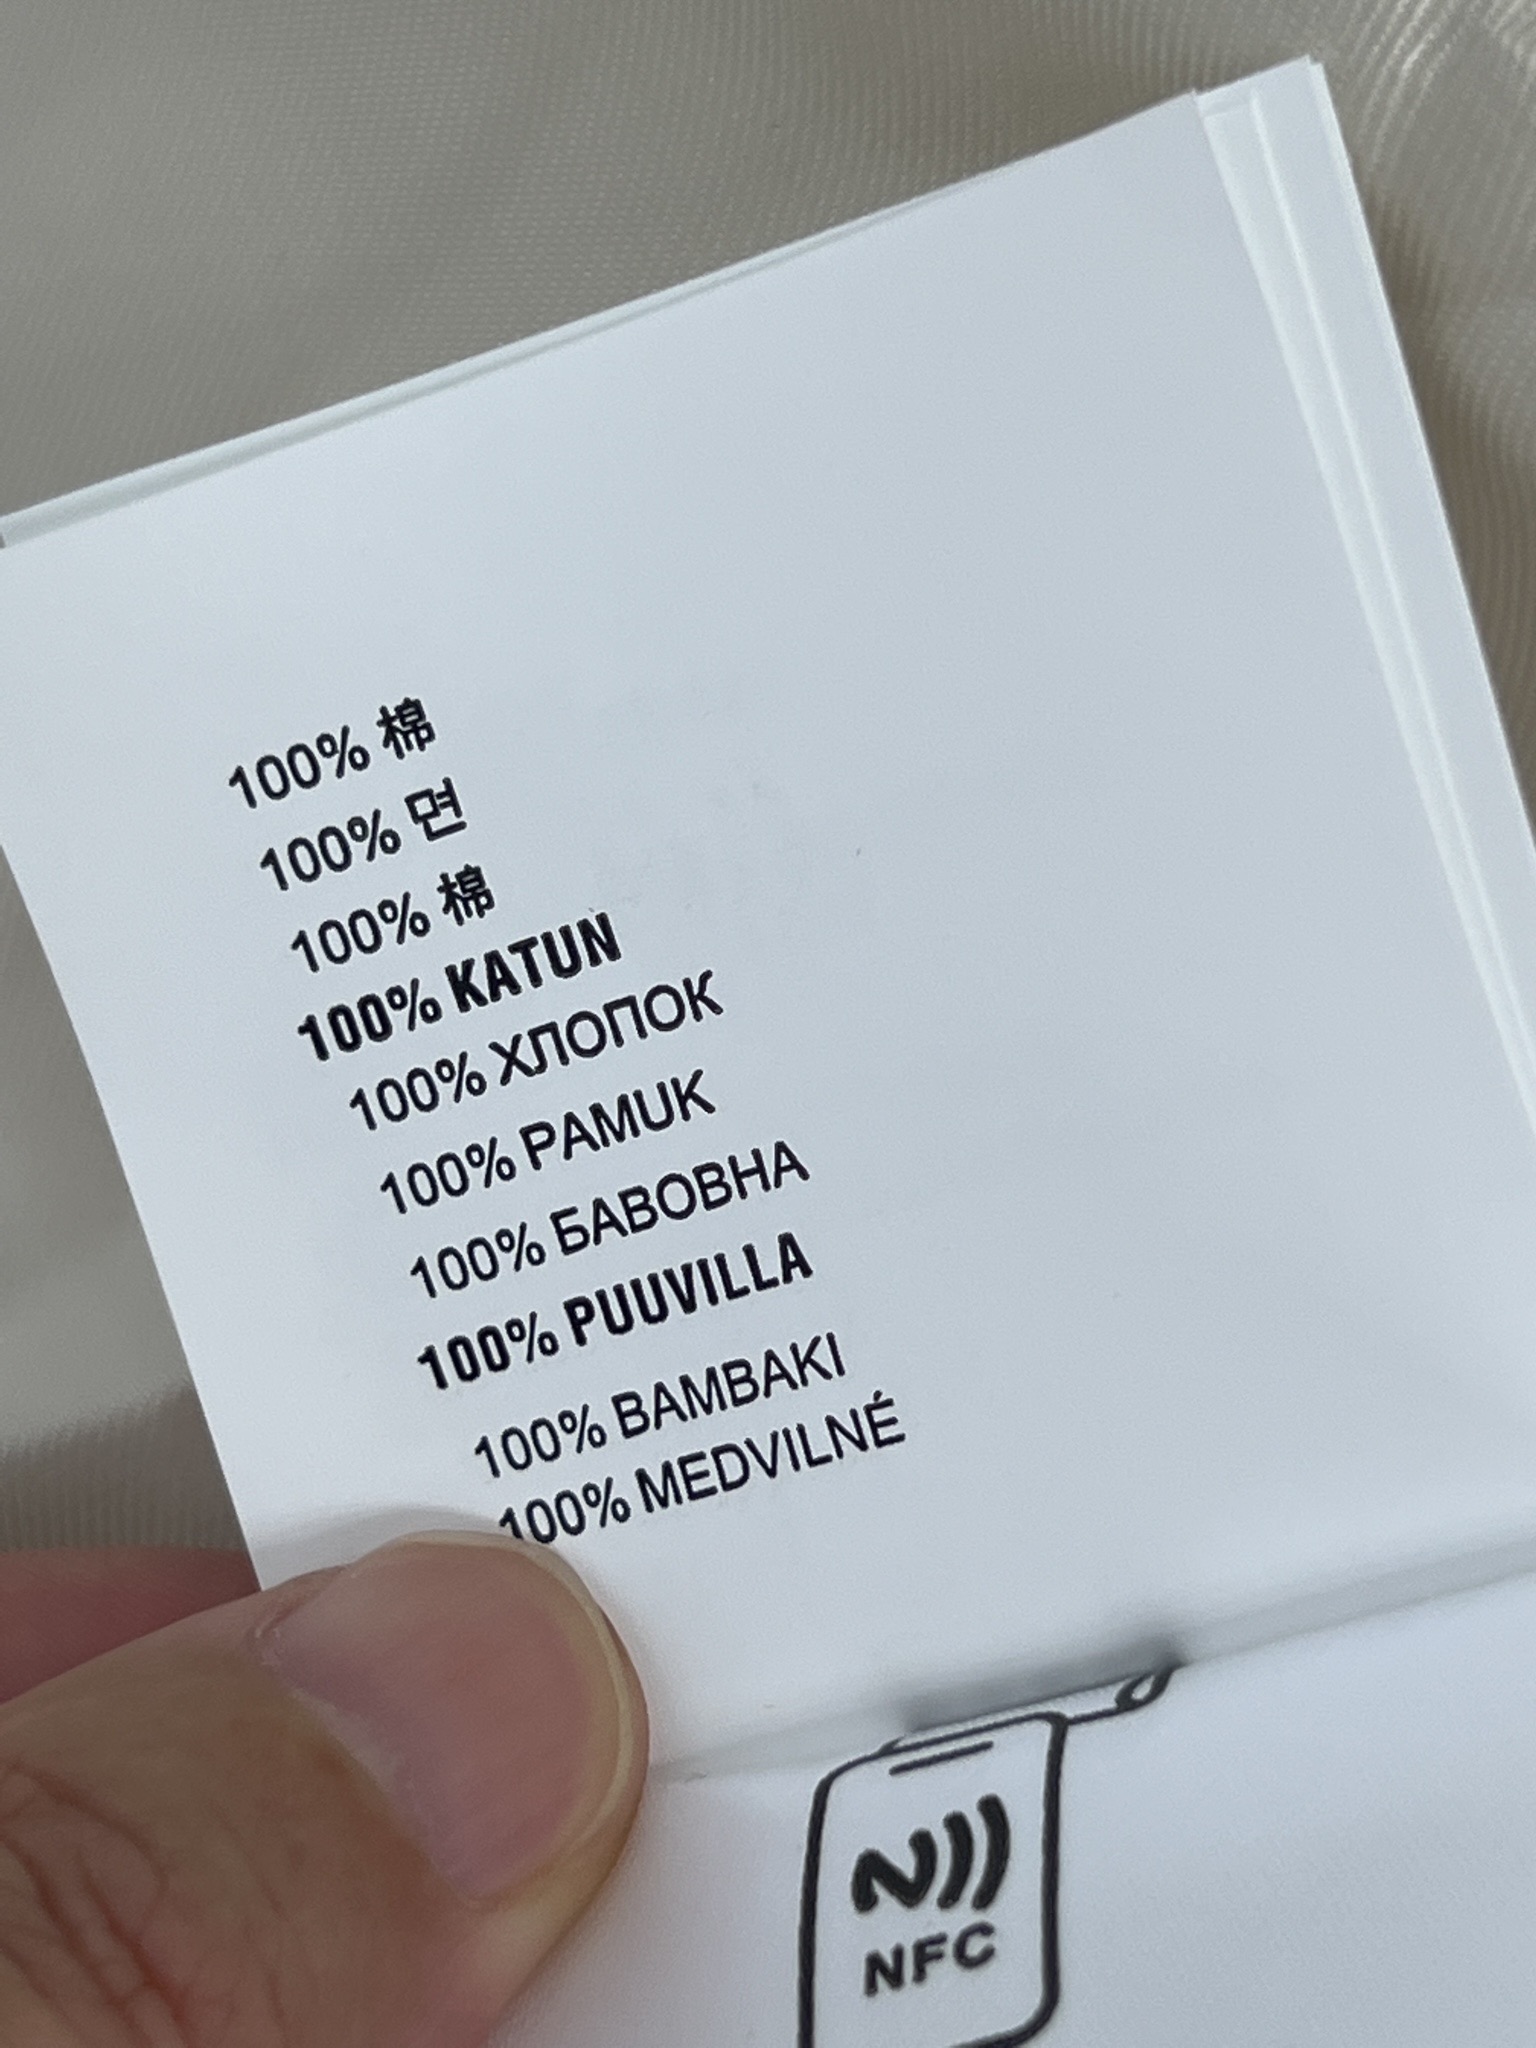 100% 棉
100% 면
100% 棉
100% KATUN
100% ХЛОПОК
100% PAMUK
100% БАВОВНА
100% PUUVILLA
100% BAMBAKI
100% MEDVILNÉ
NFC